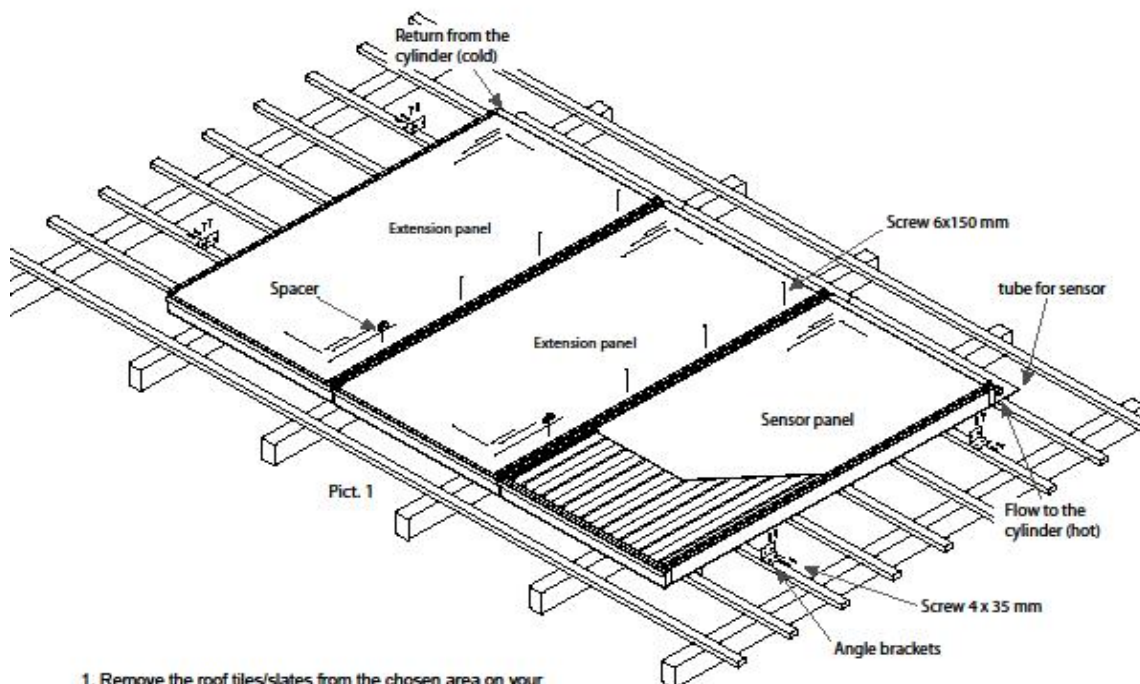 Return from the
cylinder (cold)
Extension panel
Screw 6x150 mm
Spacer
tube for sensor
Extension panel
Sensor panel
Pict. 1
Flow to the
cylinder (hot)
Screw 4 x 35 mm
Angle brackets
1. Remove the roof tiles/slates from the chosen area on your